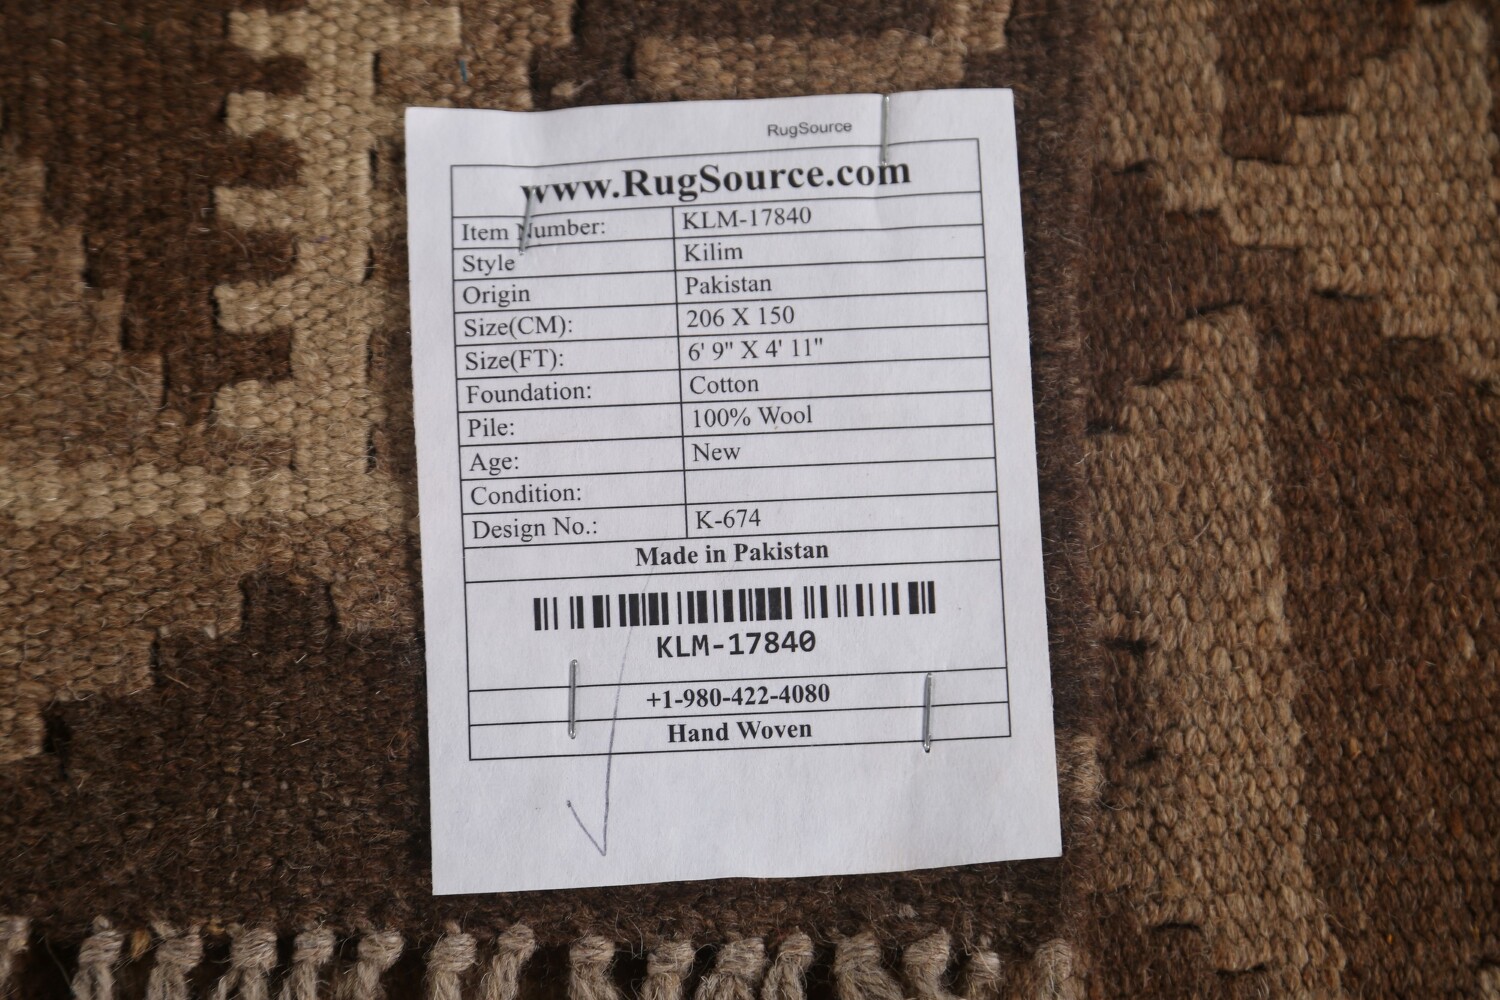 RugSource
www.RugSource.com
Item Number: KLM-17840
Style Kilim
Origin Pakistan
Size(CM): 206 X 150
Size(FT): 6' 9" X 4' 11"
Foundation: Cotton
Pile: 100% Wool
Age: New
Condition:
Design No.: K-674
Made in Pakistan
KLM-17840
+1-980-422-4080
Hand Woven